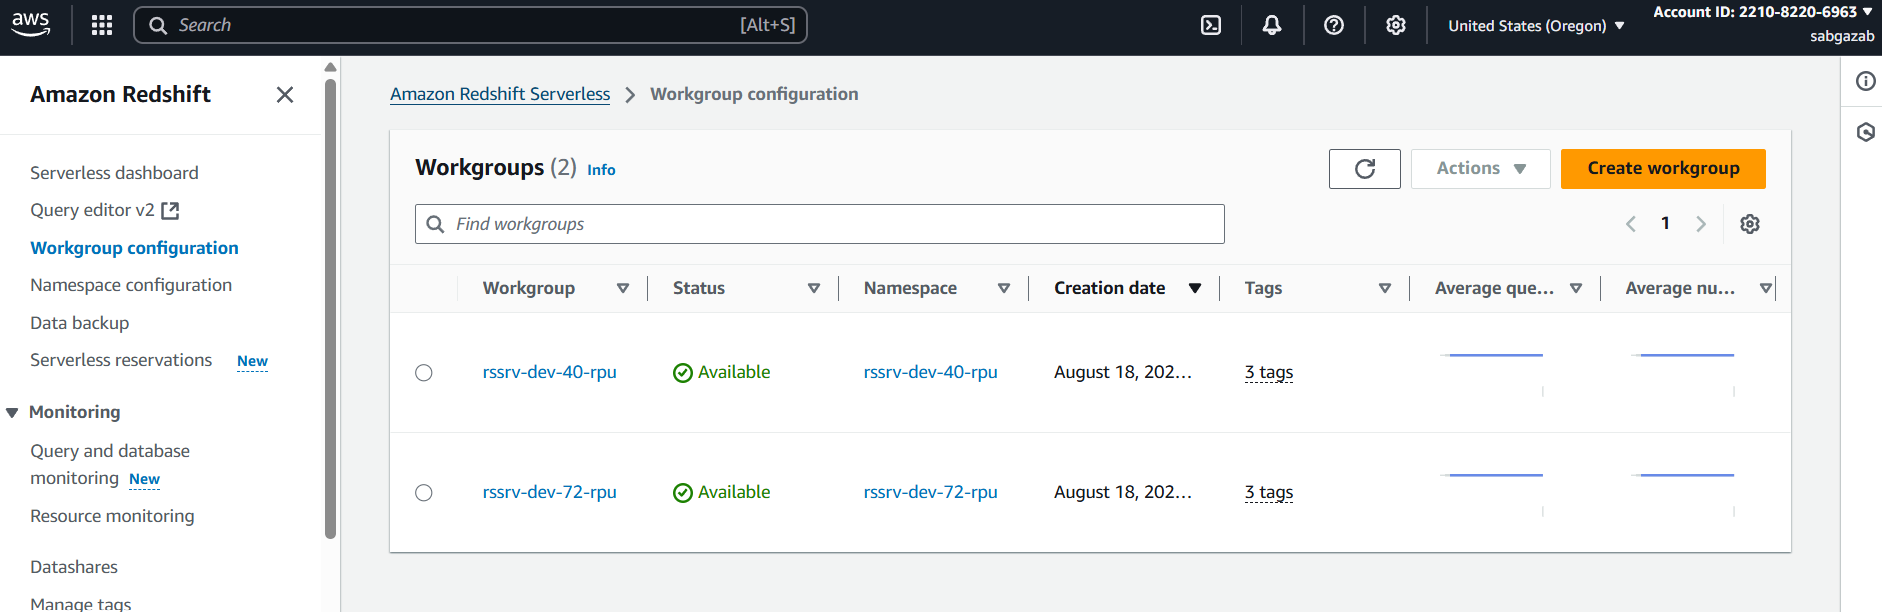 aws
Search [Alt+S]
United States (Oregon)
Account ID: 2210-8220-6963
sabgazab
Amazon Redshift
Serverless dashboard
Query editor v2
Workgroup configuration
Namespace configuration
Data backup
Serverless reservations New
Monitoring
Query and database
monitoring New
Resource monitoring
Datashares
Manage tags
Amazon Redshift Serverless > Workgroup configuration
Workgroups (2) Info
Actions
Create workgroup
Find workgroups
1
Workgroup Status Namespace Creation date Tags Average que... Average nu...
rssrv-dev-40-rpu Available rssrv-dev-40-rpu August 18, 202... 3 tags
rssrv-dev-72-rpu Available rssrv-dev-72-rpu August 18, 202... 3 tags